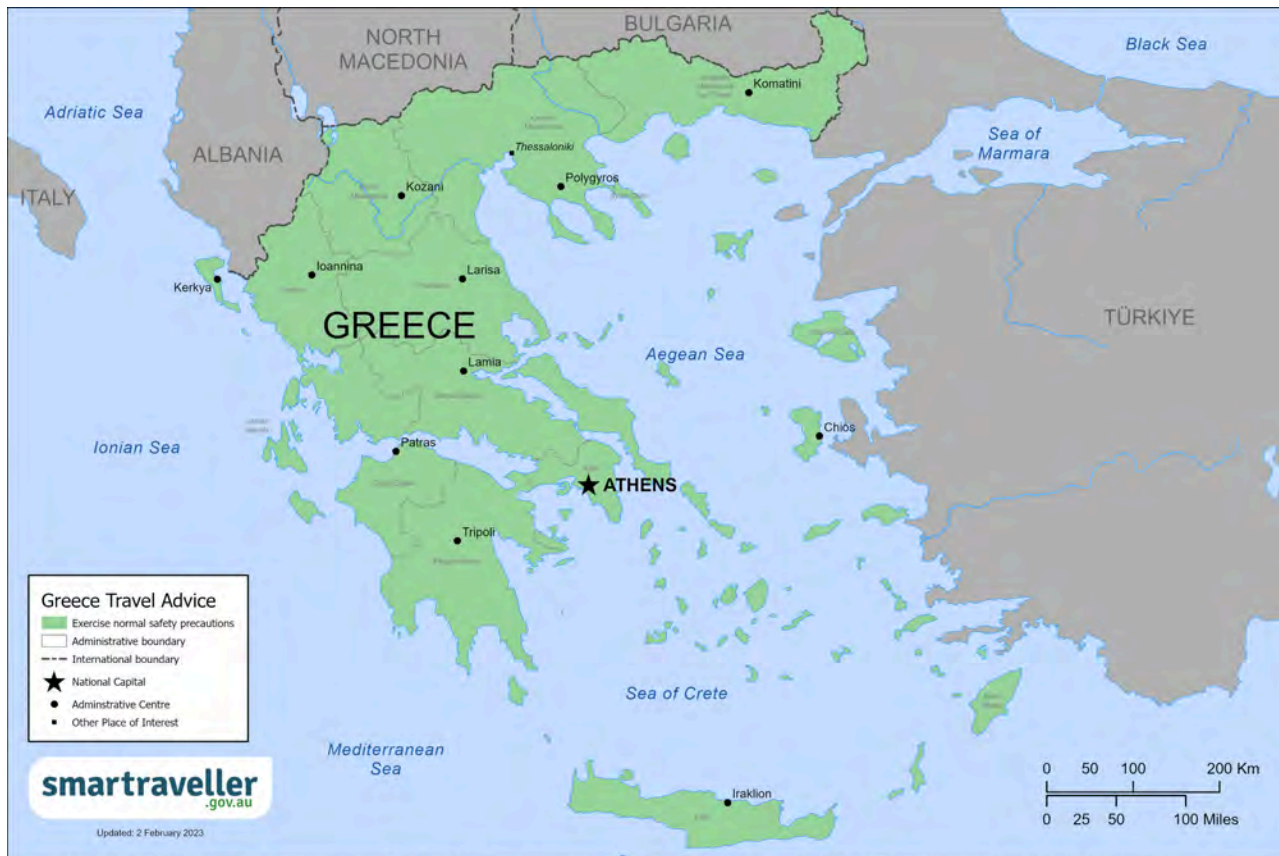 BULGARIA
NORTH
MACEDONIA
Black Sea
Komatini
Adriatic Sea
Sea of
Marmara
Thessaloniki
ALBANIA
Polygyros
Kozani
ITALY
Ioannina
Larisa
Kerkya
GREECE
TÜRKIYE
Aegean Sea
Lamia
Chios
Ionian Sea
Patras
ATHENS
Tripoli
Greece Travel Advice
Exercise normal safety precautions
Administrative boundary
International boundary
National Capital
Adminstrative Centre
Other Place of Interest
Sea of Crete
Mediterranean
Sea
smartraveller
.gov.au
Updated: 2 February 2023
Iraklion
0 50 100 200 Km
0 25 50 100 Miles